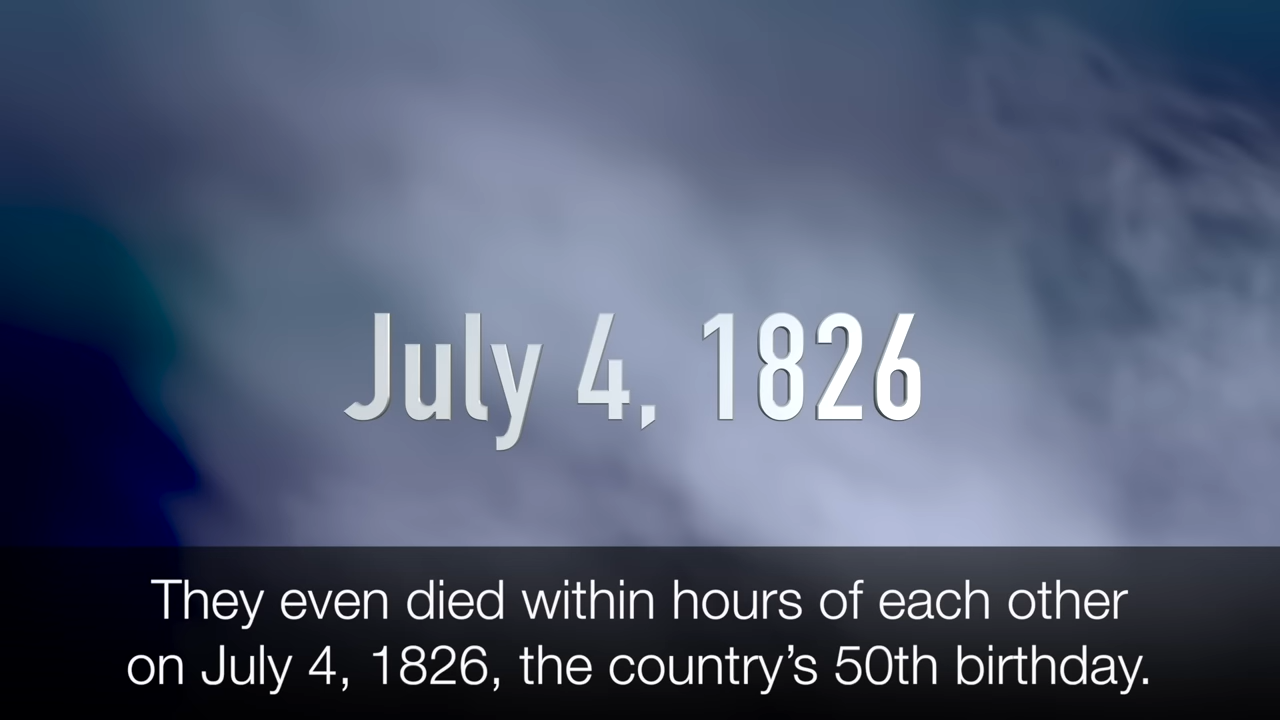 July 4, 1826
They even died within hours of each other
on July 4, 1826, the country’s 50th birthday.